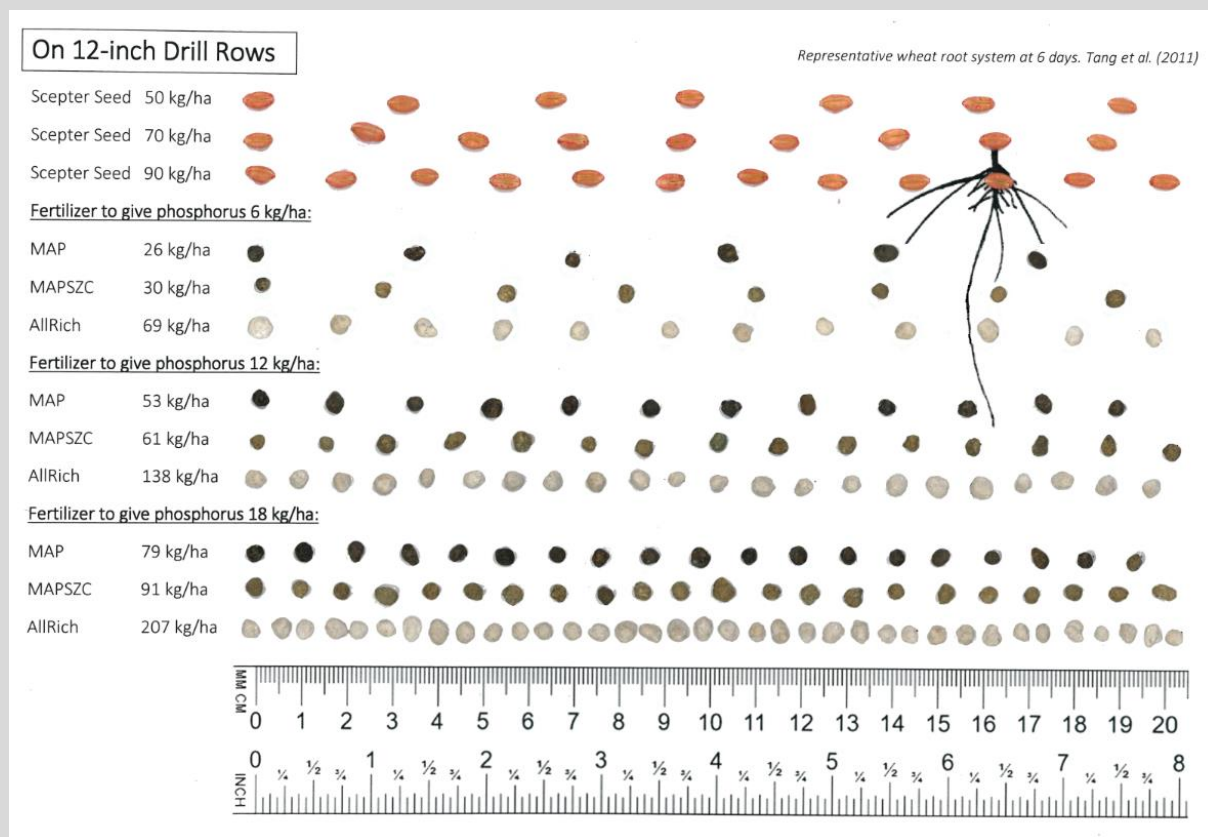 On 12-inch Drill Rows
Representative wheat root system at 6 days. Tang et al. (2011)
Scepter Seed 50 kg/ha
Scepter Seed 70 kg/ha
Scepter Seed 90 kg/ha
Fertilizer to give phosphorus 6 kg/ha:
MAP 26 kg/ha
MAPSZC 30 kg/ha
AllRich 69 kg/ha
Fertilizer to give phosphorus 12 kg/ha:
MAP 53 kg/ha
MAPSZC 61 kg/ha
AllRich 138 kg/ha
Fertilizer to give phosphorus 18 kg/ha:
MAP 79 kg/ha
MAPSZC 91 kg/ha
AllRich 207 kg/ha
MM CM
0 1 2 3 4 5 6 7 8 9 10 11 12 13 14 15 16 17 18 19 20
0 ¼ ½ ¾ 1 ¼ ½ ¾ 2 ¼ ½ ¾ 3 ¼ ½ ¾ 4 ¼ ½ ¾ 5 ¼ ½ ¾ 6 ¼ ½ ¾ 7 ¼ ½ ¾ 8
INCH